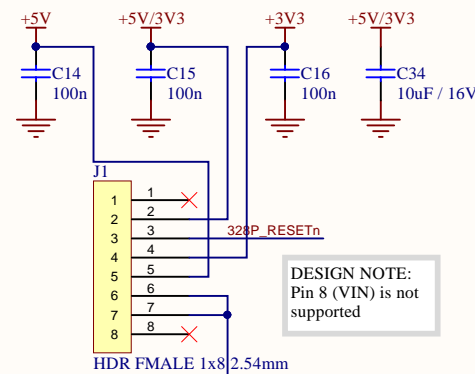 +5V +5V/3V3 +3V3 +5V/3V3
C14 C15 C16 C34
100n 100n 100n 10uF / 16V
J1
1 1
2 2
3 3 328P_RESETn
4 4
5 5
6 6
7 7
8 8
DESIGN NOTE:
Pin 8 (VIN) is not
supported
HDR FMALE 1x8 2.54mm